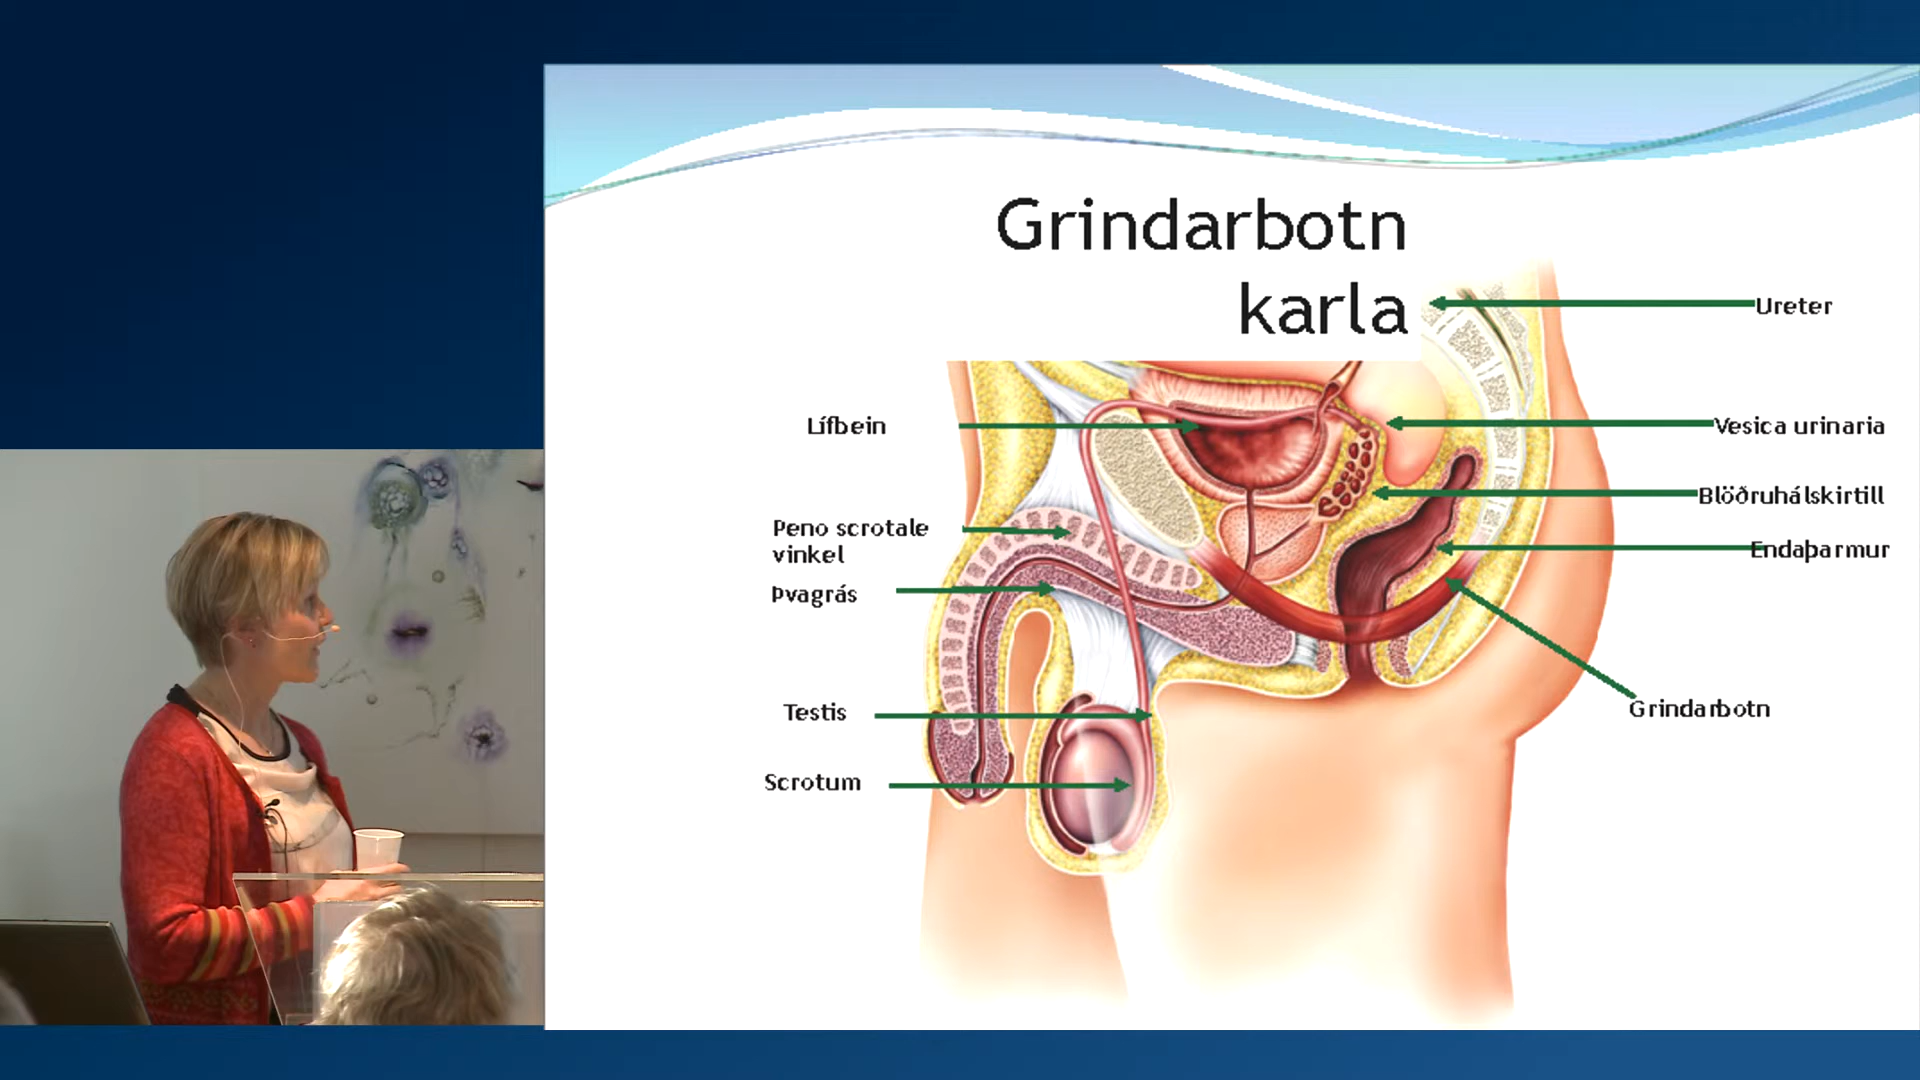 Grindarbotn
karla
Ureter
Lífbein
Vesica urinaria
Blöðruhálskirtill
Peno scrotale
vinkel
Endaþarmur
Þvagrás
Grindarbotn
Testis
Scrotum